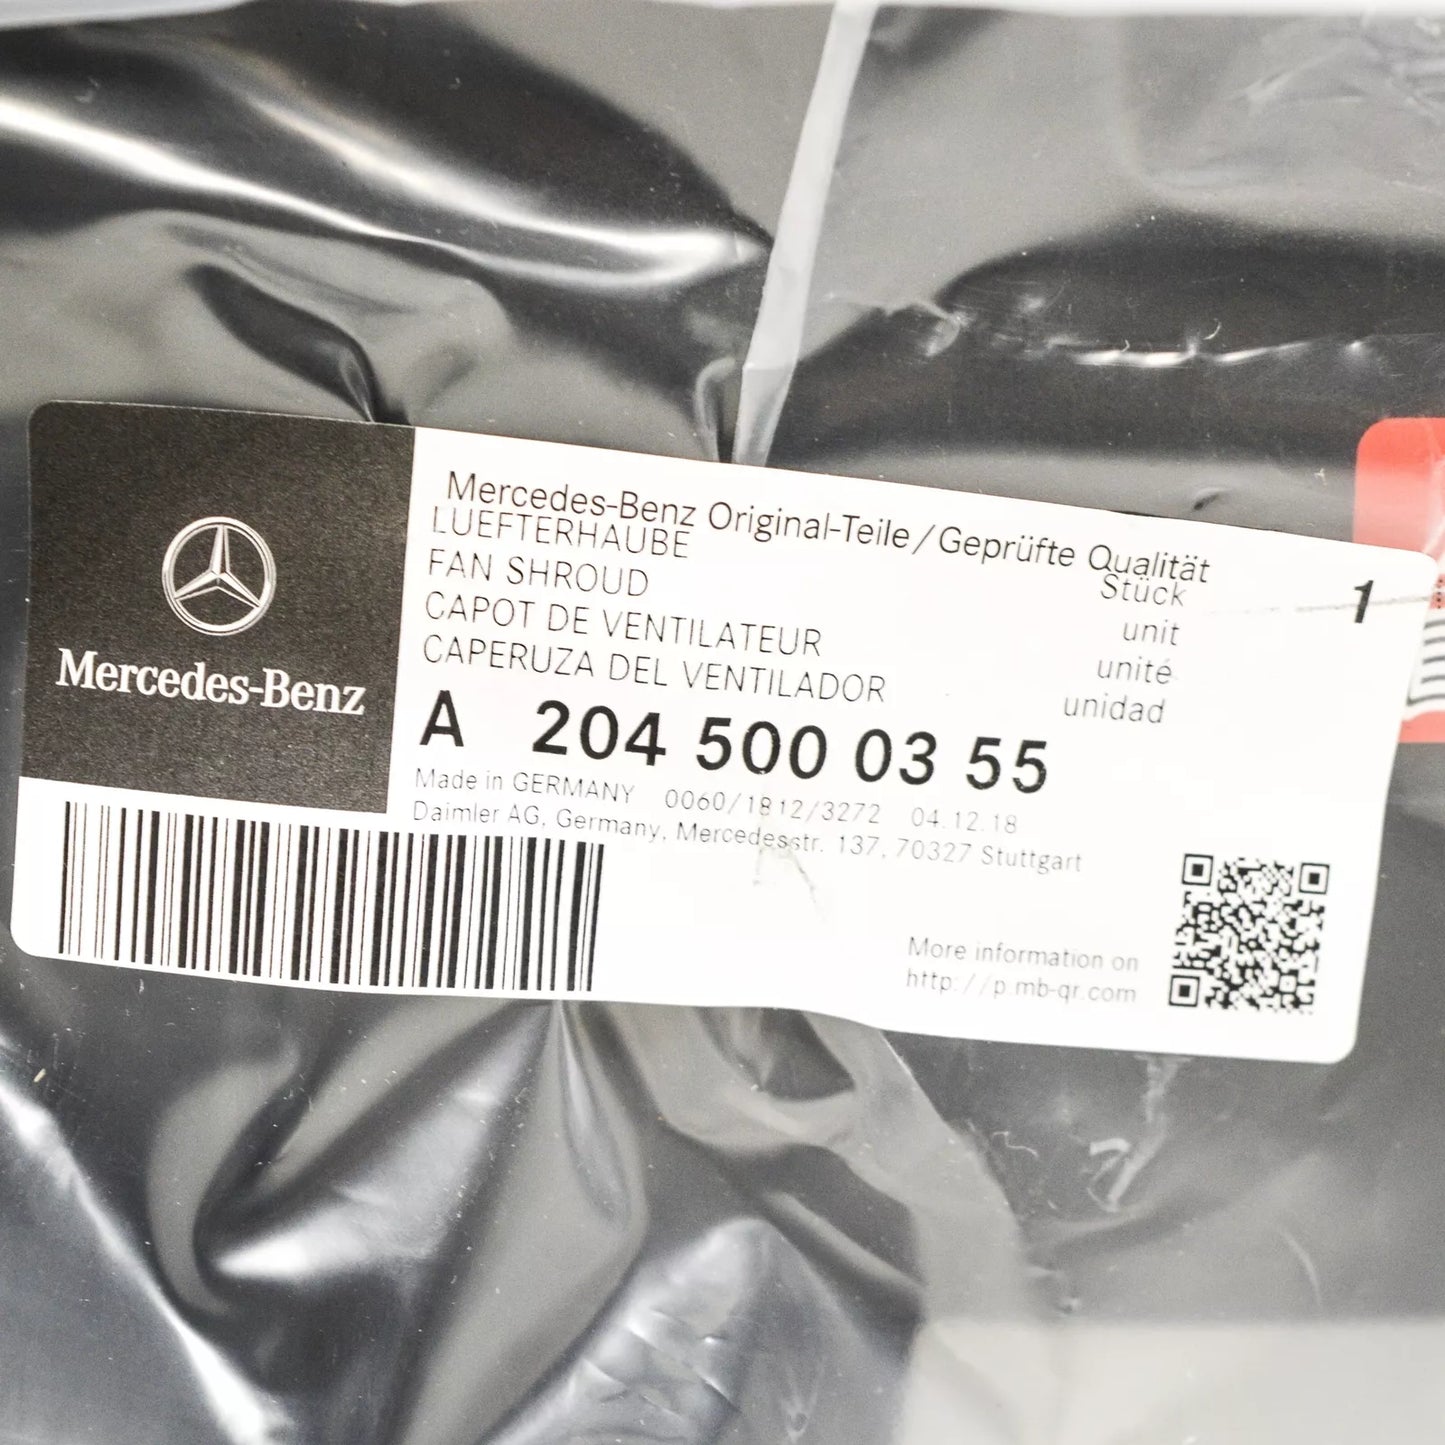 Mercedes-Benz
Mercedes-Benz Original-Teile/Geprüfte Qualität
LUEFTERHAUBE Stück 1
FAN SHROUD unit
CAPOT DE VENTILATEUR unité
CAPERUZA DEL VENTILADOR unidad
A 204 500 03 55
Made in GERMANY 0060/1812/3272 04.12.18
Daimler AG, Germany, Mercedesstr. 137, 70327 Stuttgart
More information on
http://p.mb-qr.com